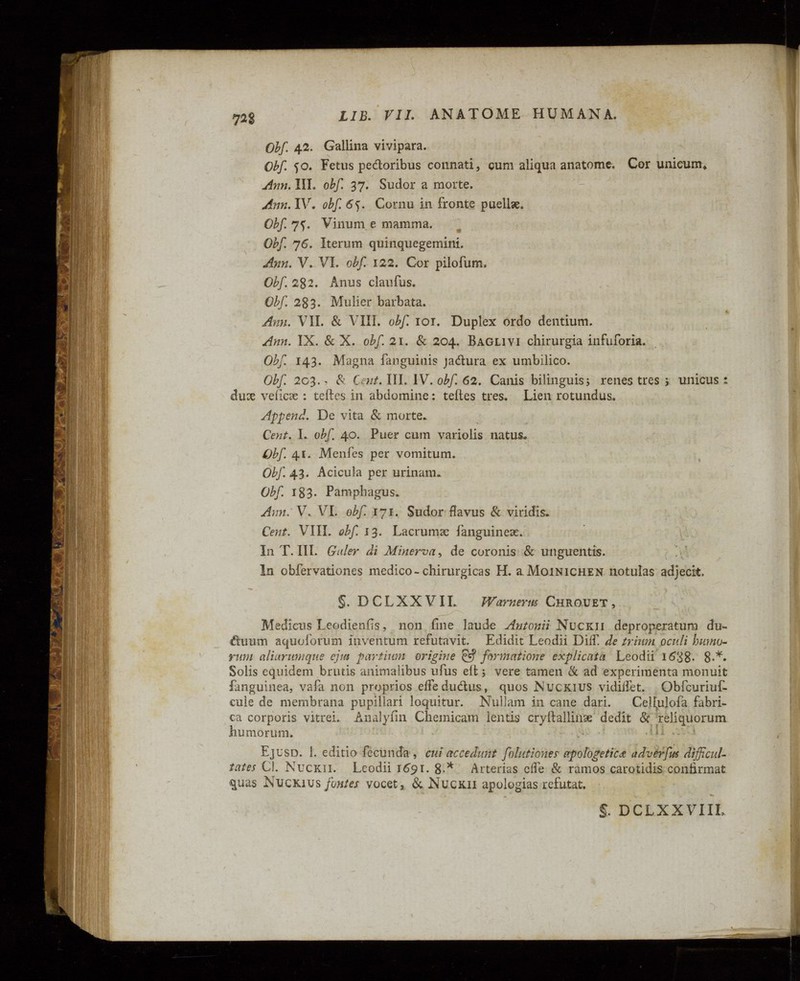 728 LIB. VII. ANATOME HUMANA.
Obſ. 42. Gallina vivipara.
Obſ. 50. Fetus pectoribus connati, cum aliqua anatome. Cor unicum.
Ann. III. obſ. 37. Sudor a morte.
Ann. IV. obſ. 65. Cornu in fronte puellæ.
Obſ. 75. Vinum e mamma.
Obſ. 76. Iterum quinquegemini.
Ann. V. VI. obſ. 122. Cor piloſum.
Obſ. 282. Anus clauſus.
Obſ. 283. Mulier barbata.
Ann. VII. & VIII. obſ. 101. Duplex ordo dentium.
Ann. IX. & X. obſ. 21. & 204. BAGLIVI chirurgia infuſoria.
Obſ. 143. Magna ſanguinis jactura ex umbilico.
Obſ. 203. & Cent. III. IV. obſ. 62. Canis bilinguis; renes tres ; unicus :
duæ veſicæ : teſtes in abdomine: teſtes tres. Lien rotundus.
Append. De vita & morte.
Cent. I. obſ. 40. Puer cum variolis natus.
Obſ. 41. Menſes per vomitum.
Obſ. 43. Acicula per urinam.
Obſ. 183. Pamphagus.
Ann. V. VI. obſ. 171. Sudor flavus & viridis.
Cent. VIII. obſ. 13. Lacrumæ ſanguineæ.
In T. III. Galer di Minerva, de coronis & unguentis.
In obſervationes medico-chirurgicas H. a MOINICHEN notulas adjecit.
§. DCLXXVII. Warnerus CHROUET,
Medicus Leodienſis, non ſine laude Antonii NUCKII deproperatum du-
ctuum aquoſorum inventum refutavit. Edidit Leodii Diſſ. de trium oculi humo-
rum aliarumque ejus partium origine & formatione explicata Leodii 1688. 8.*.
Solis equidem brutis animalibus uſus eſt; vere tamen & ad experimenta monuit
ſanguinea, vaſa non proprios eſſe ductus, quos NUCKIUS vidiſſet. Obſcuriuſ-
cule de membrana pupillari loquitur. Nullam in cane dari. Celluloſa fabri-
ca corporis vitrei. Analyſin Chemicam lentis cryſtallinæ dedit & reliquorum
humorum.
EJUSD. l. editio ſecunda, cui accedunt ſolutiones apologeticæ adverſus difficul-
tates Cl. NUCKII. Leodii 1691. 8.* Arterias eſſe & ramos carotidis confirmat
quas NUCKIUS fontes vocet, & NUCKII apologias refutat.
§. DCLXXVIII.